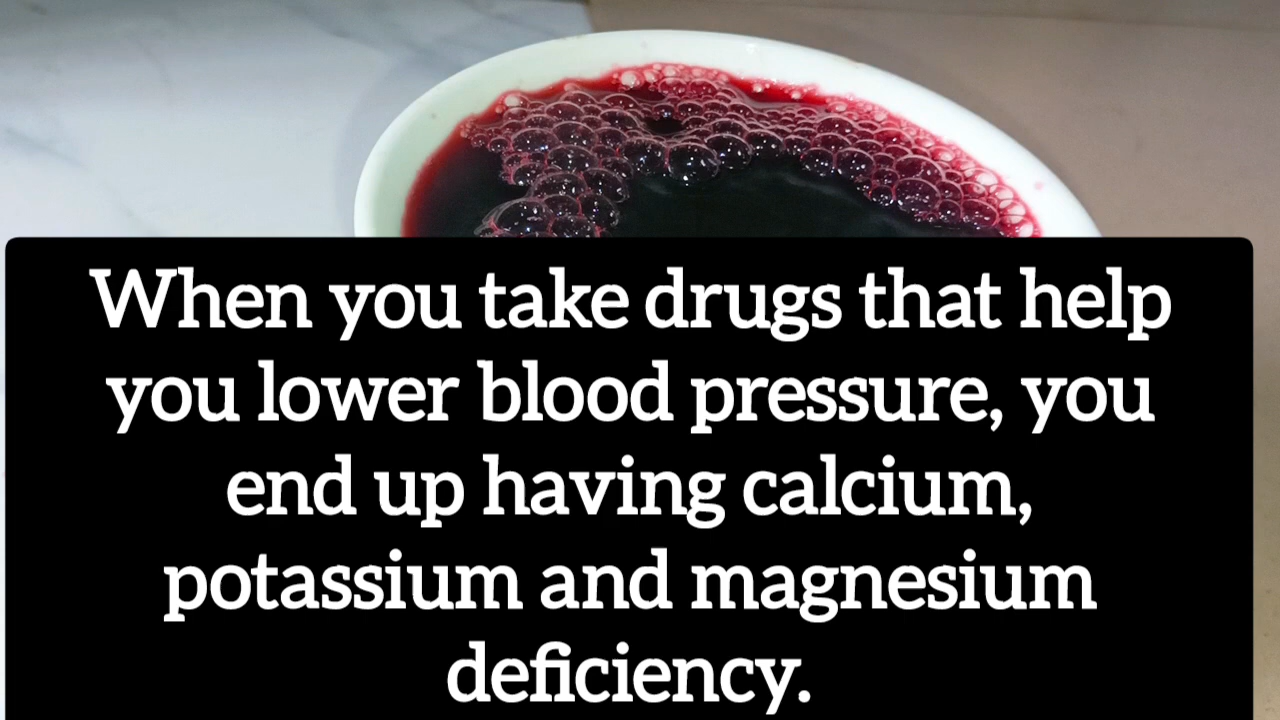 When you take drugs that help
you lower blood pressure, you
end up having calcium,
potassium and magnesium
deficiency.